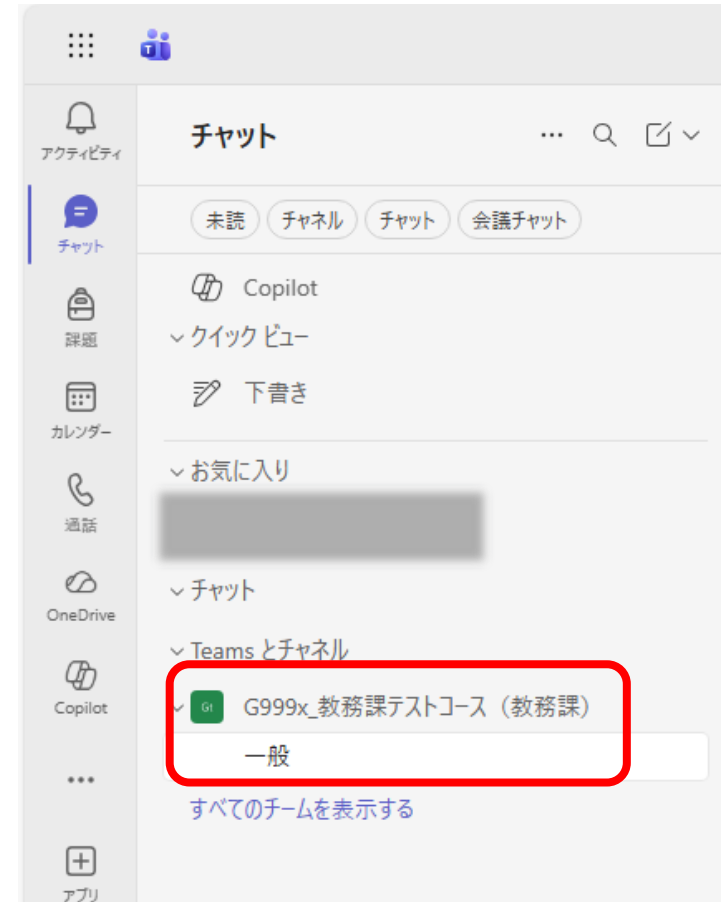 アクティビティ
チャット
課題
カレンダー
通話
OneDrive
Copilot
アプリ
チャット
未読 チャネル チャット 会議チャット
Copilot
クイック ビュー
下書き
お気に入り
チャット
Teams とチャネル
Gt G999x_教務課テストコース（教務課）
一般
すべてのチームを表示する